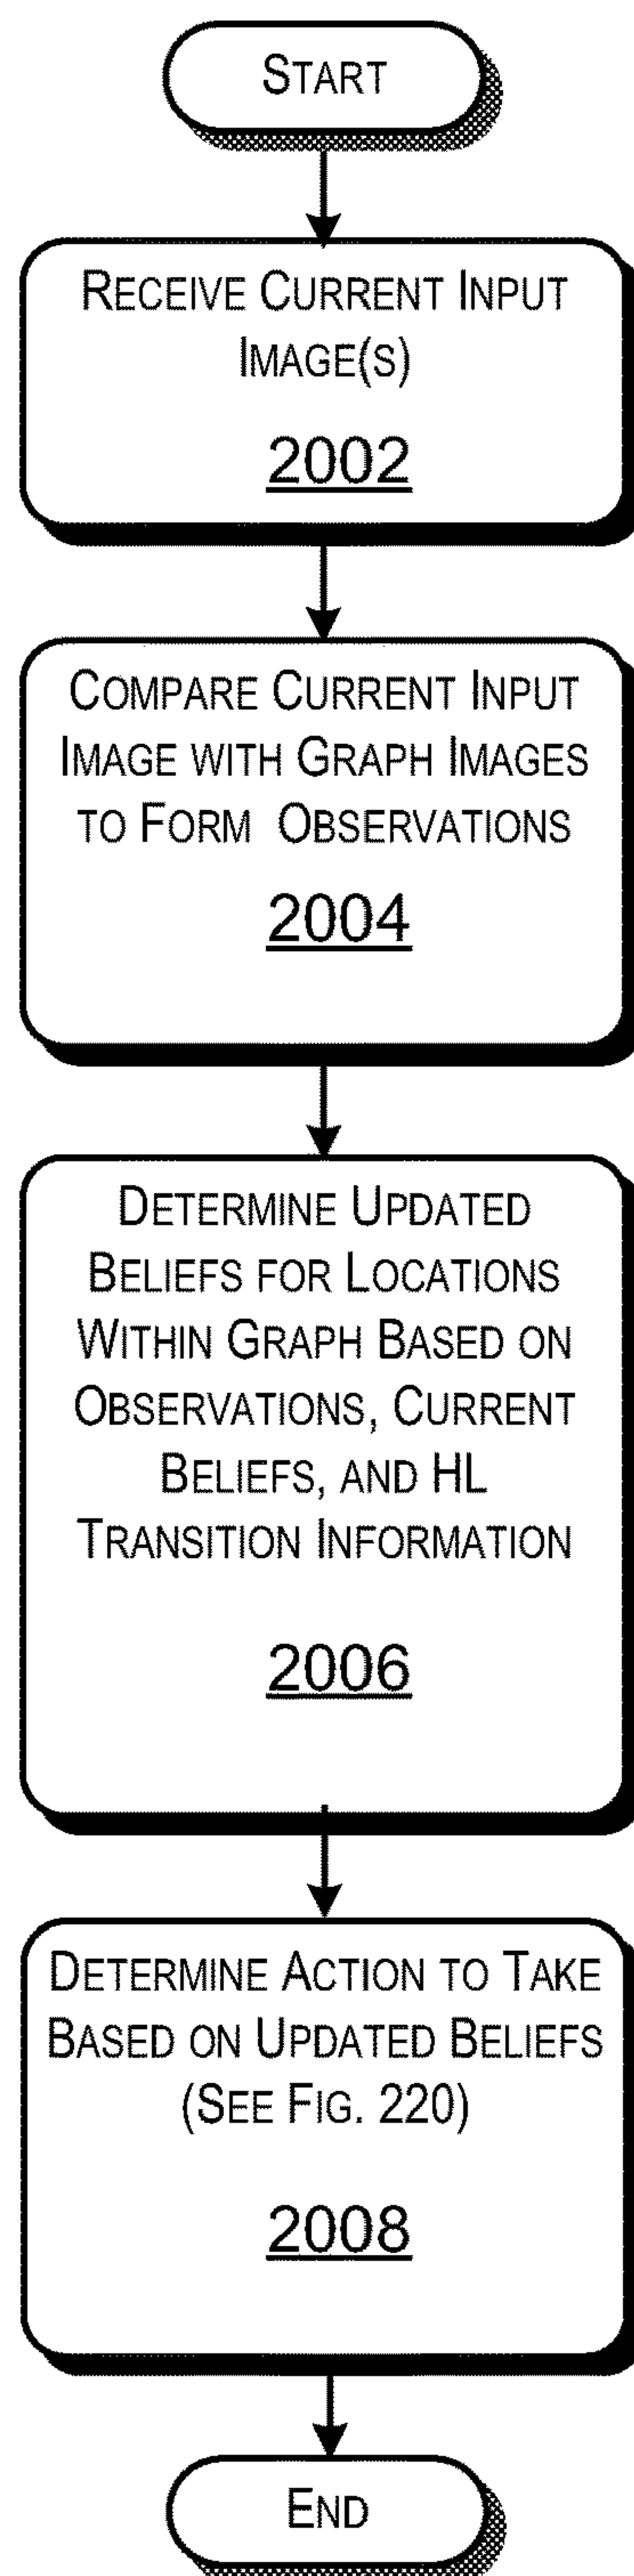 START
RECEIVE CURRENT INPUT
IMAGE(S)
2002
COMPARE CURRENT INPUT
IMAGE WITH GRAPH IMAGES
TO FORM OBSERVATIONS
2004
DETERMINE UPDATED
BELIEFS FOR LOCATIONS
WITHIN GRAPH BASED ON
OBSERVATIONS, CURRENT
BELIEFS, AND HL
TRANSITION INFORMATION
2006
DETERMINE ACTION TO TAKE
BASED ON UPDATED BELIEFS
(SEE FIG. 220)
2008
END